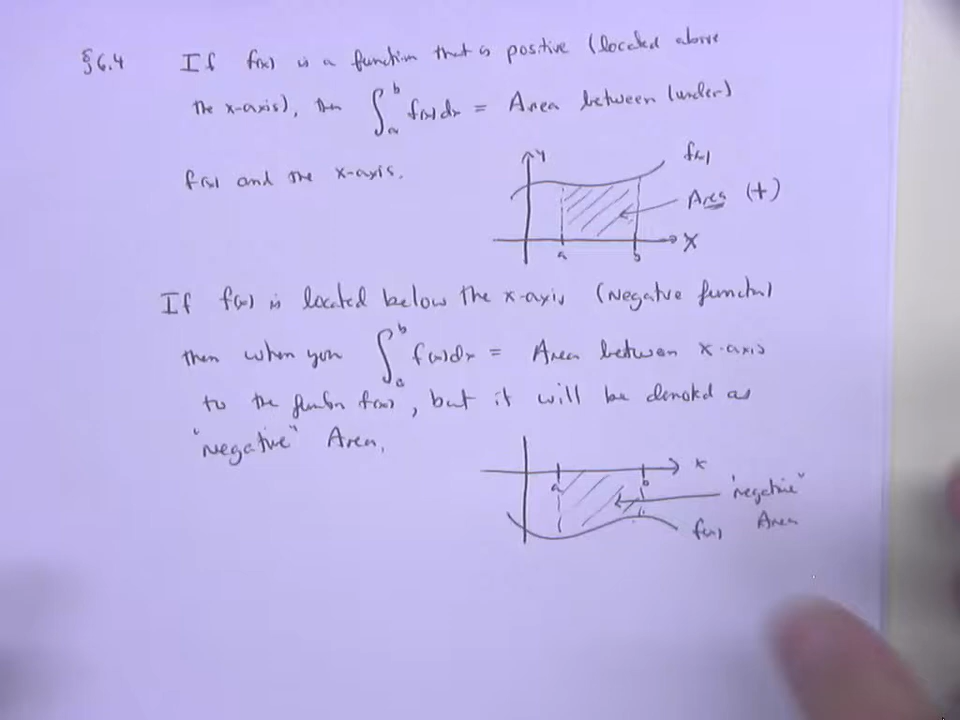 §6.4 If f(x) is a function that is positive (located above
the x-axis), then ∫_a^b f(x)dx = Area between (under)
f(x) and the x-axis.
y
f(x)
Area (+)
x
a b
If f(x) is located below the x-axis (negative function)
then when you ∫_a^b f(x)dx = Area between x-axis
to the function f(x), but it will be denoted as
"negative" Area.
x
a b
"negative"
Area
f(x)